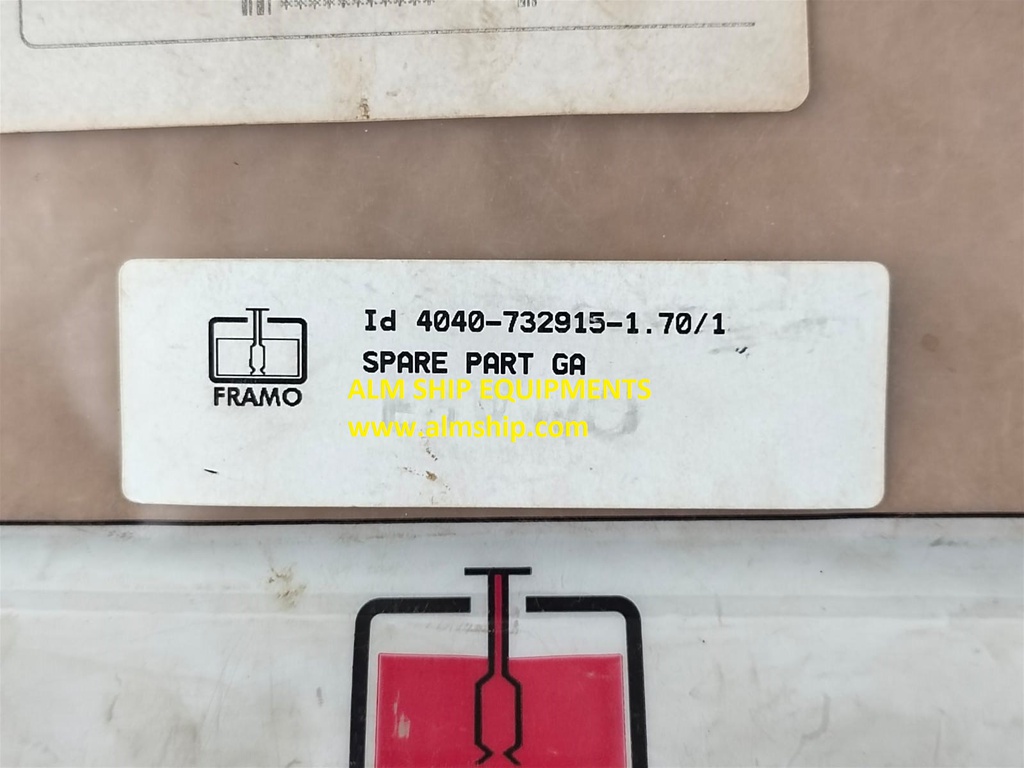 Id 4040-732915-1.70/1
SPARE PART GA
FRAMO
ALM SHIP EQUIPMENTS
www.almship.com